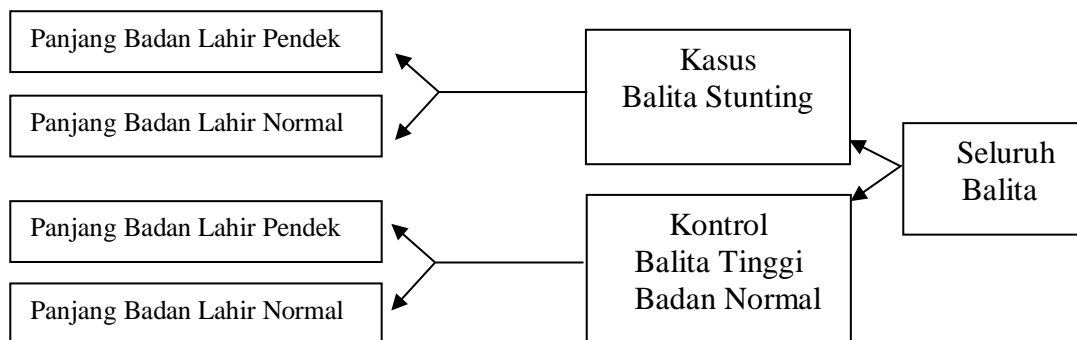 Panjang Badan Lahir Pendek
Panjang Badan Lahir Normal
Kasus
Balita Stunting
Seluruh
Balita
Panjang Badan Lahir Pendek
Panjang Badan Lahir Normal
Kontrol
Balita Tinggi
Badan Normal